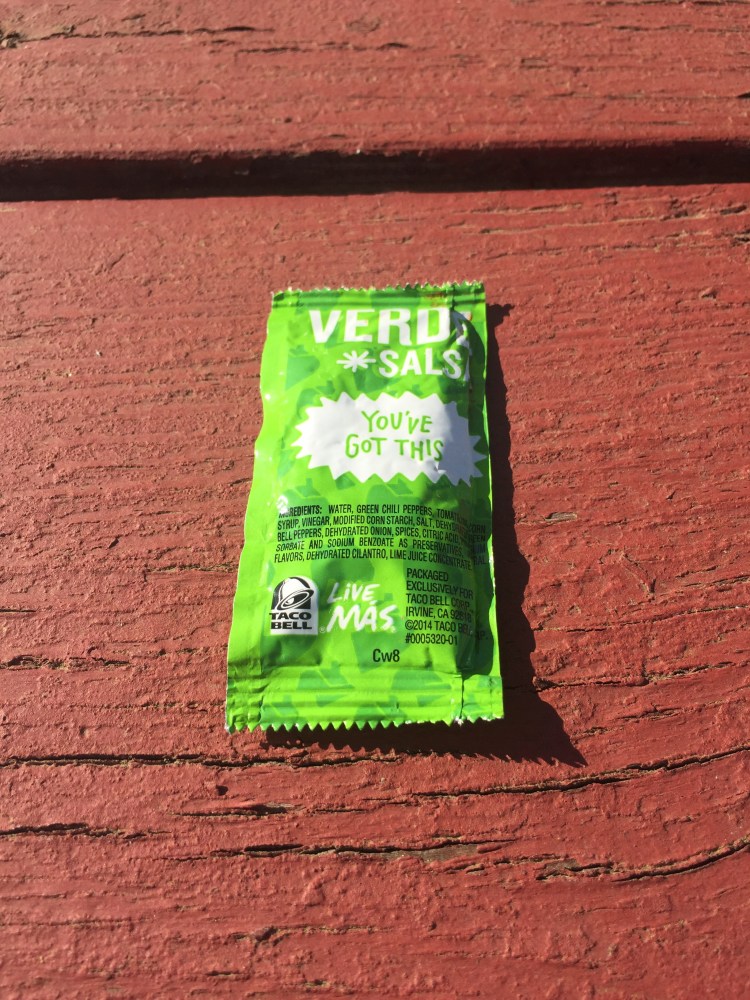 VERD
*SALS
YOU'VE
GOT THIS
INGREDIENTS: WATER, GREEN CHILI PEPPERS,
SYRUP, VINEGAR, MODIFIED CORN STARCH, SALT,
BELL PEPPERS, DEHYDRATED ONION, SPICES, CITRIC ACID,
SORBATE AND SODIUM BENZOATE AS PRESERVATIVES,
FLAVORS, DEHYDRATED CILANTRO, LIME JUICE CONCENTRATE
TACO
BELL
LIVE
MÁS
PACKAGED
EXCLUSIVELY FOR
TACO BELL CORP.
IRVINE, CA
©2014 TACO
#0005320-01
Cw8